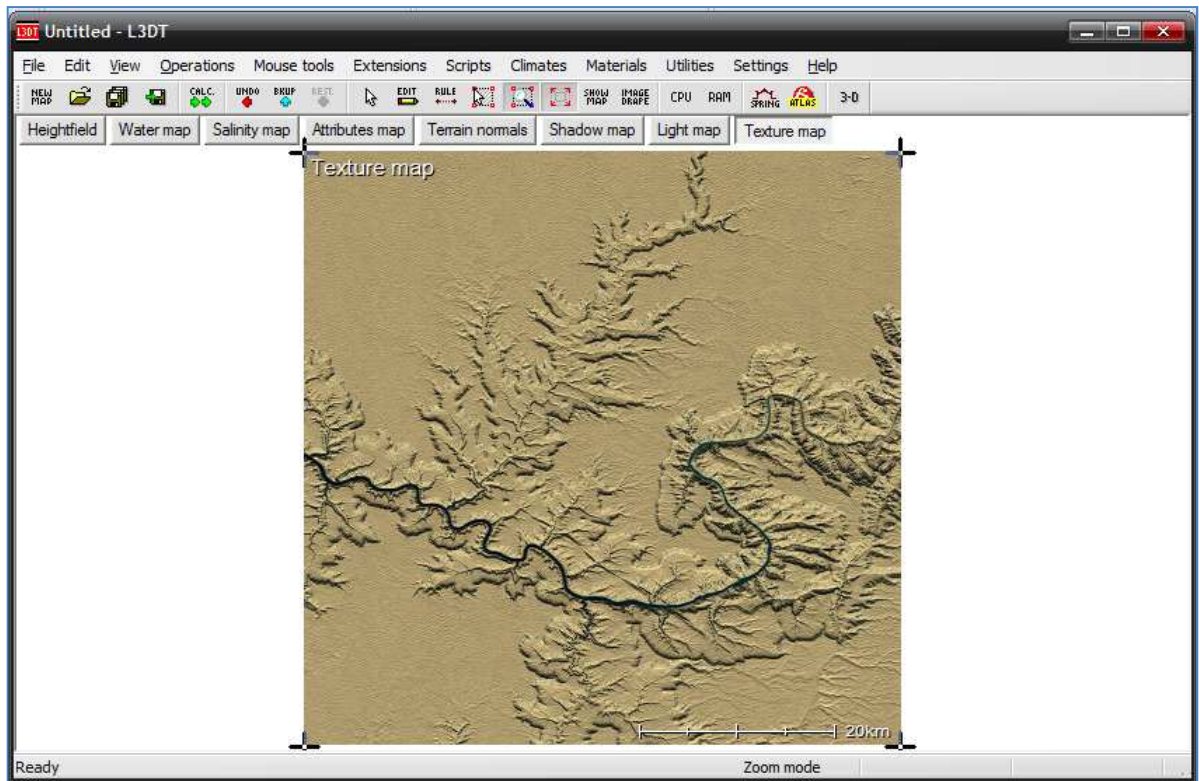 L3DT Untitled - L3DT
File Edit View Operations Mouse tools Extensions Scripts Climates Materials Utilities Settings Help
NEW MAP CALC. UNDO BKUP REST. EDIT RULE SHOW MAP IMAGE DRAPE CPU RAM SPRING ATLAS 3-D
Heightfield Water map Salinity map Attributes map Terrain normals Shadow map Light map Texture map
Texture map
20km
Ready Zoom mode